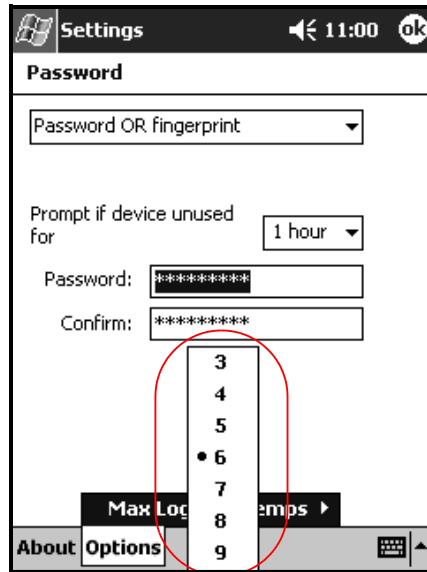 Settings 11:00 ok
Password
Password OR fingerprint
Prompt if device unused
for
1 hour
Password: *********
Confirm: *********
3
4
5
• 6
7
8
9
Max Log emps
About Options